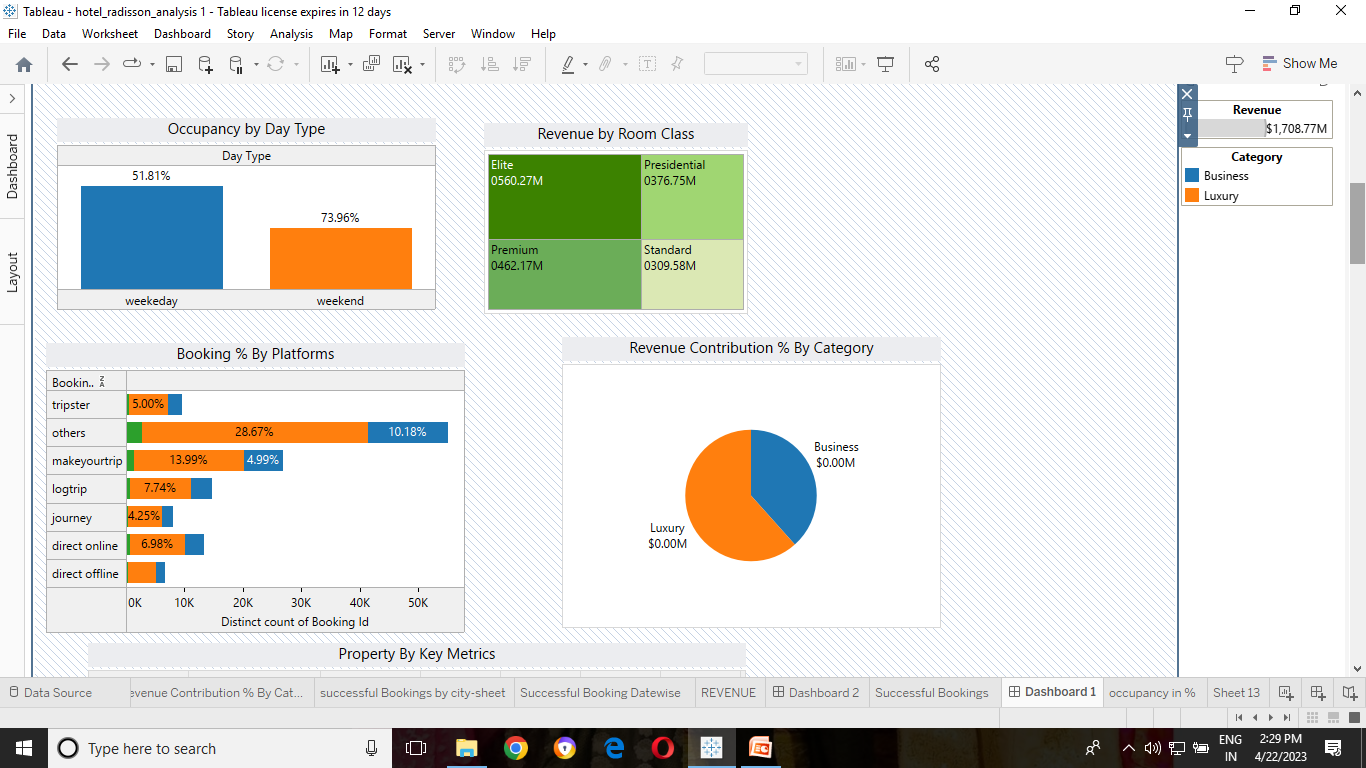 Tableau - hotel_radisson_analysis 1 - Tableau license expires in 12 days
File Data Worksheet Dashboard Story Analysis Map Format Server Window Help
Show Me
Dashboard
Layout
Occupancy by Day Type
Day Type
51.81%
73.96%
weekeday weekend
Revenue by Room Class
Elite
0560.27M
Presidential
0376.75M
Premium
0462.17M
Standard
0309.58M
Revenue
$1,708.77M
Category
Business
Luxury
Booking % By Platforms
Bookin..
tripster 5.00%
others 28.67% 10.18%
makeyourtrip 13.99% 4.99%
logtrip 7.74%
journey 4.25%
direct online 6.98%
direct offline
0K 10K 20K 30K 40K 50K
Distinct count of Booking Id
Revenue Contribution % By Category
Business
$0.00M
Luxury
$0.00M
Property By Key Metrics
Data Source evenue Contribution % By Cat... successful Bookings by city-sheet Successful Booking Datewise REVENUE Dashboard 2 Successful Bookings Dashboard 1 occupancy in % Sheet 13
Type here to search
ENG
IN
2:29 PM
4/22/2023